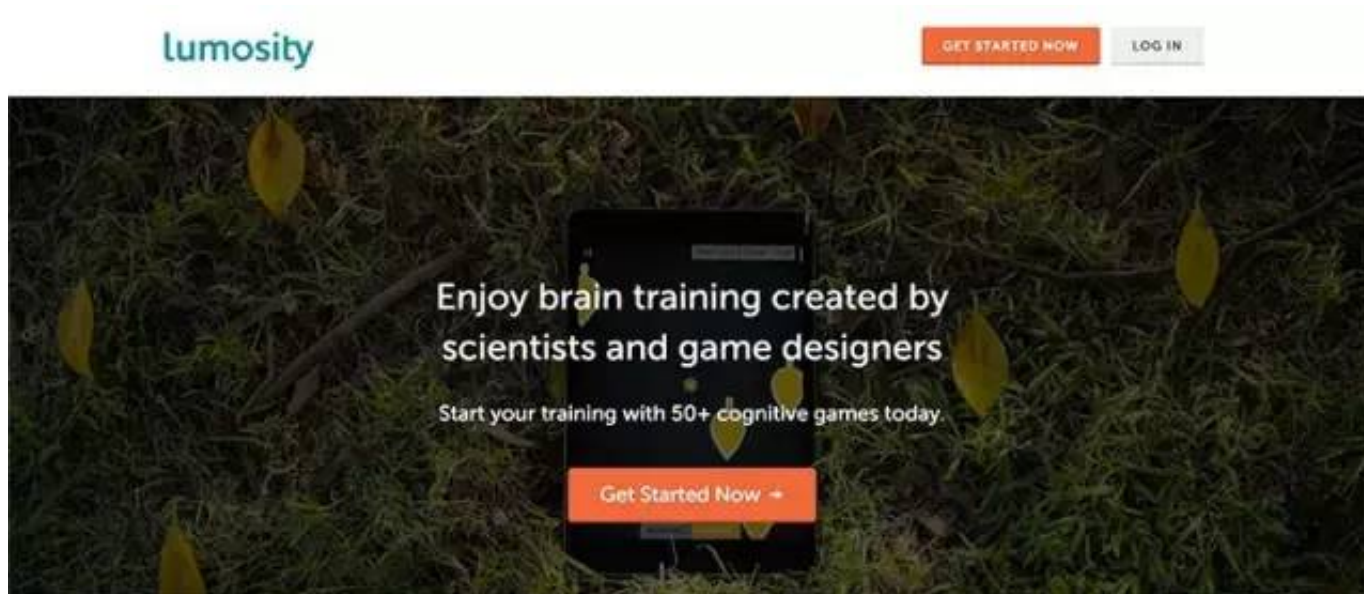 lumosity
GET STARTED NOW
LOG IN
Enjoy brain training created by
scientists and game designers
Start your training with 50+ cognitive games today.
Get Started Now →